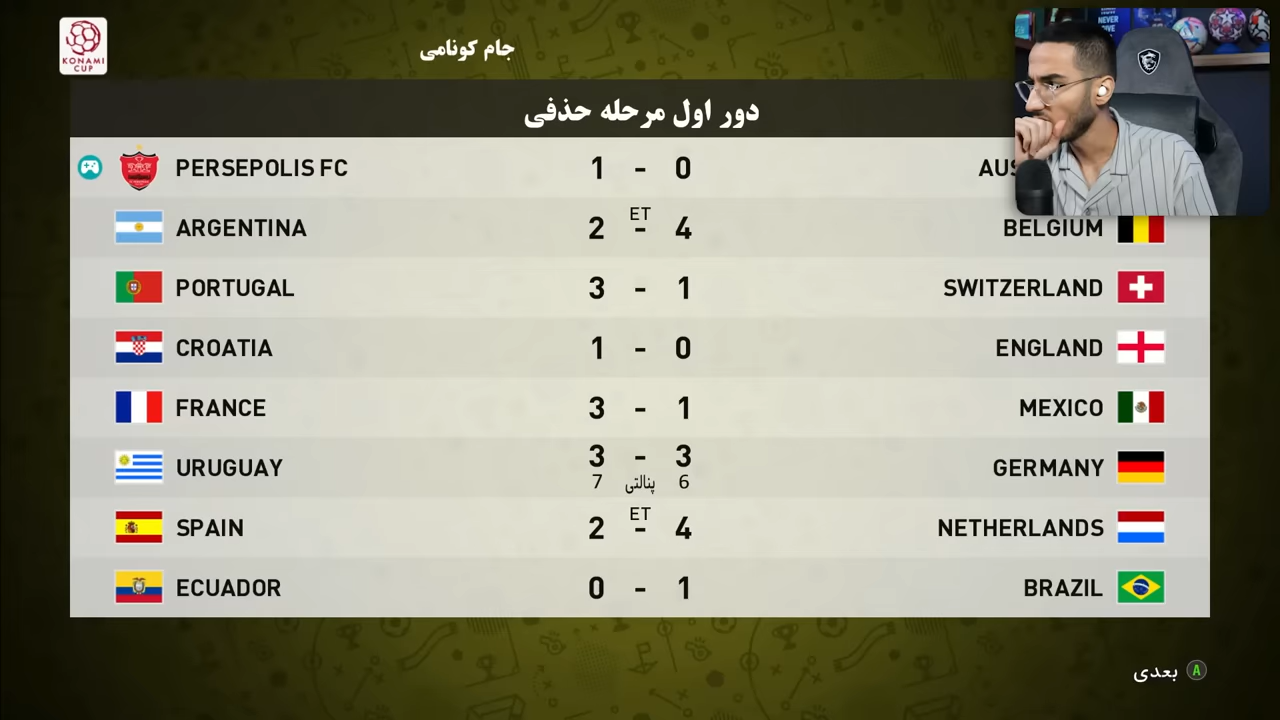 KONAMI
CUP
جام کونامی
NEVER
دور اول مرحله حذفی
PERSEPOLIS FC 1 - 0
ARGENTINA 2 ET - 4 BELGIUM
PORTUGAL 3 - 1 SWITZERLAND
CROATIA 1 - 0 ENGLAND
FRANCE 3 - 1 MEXICO
URUGUAY 3 - 3 GERMANY
7 پنالتی 6
SPAIN 2 ET - 4 NETHERLANDS
ECUADOR 0 - 1 BRAZIL
بعدی A